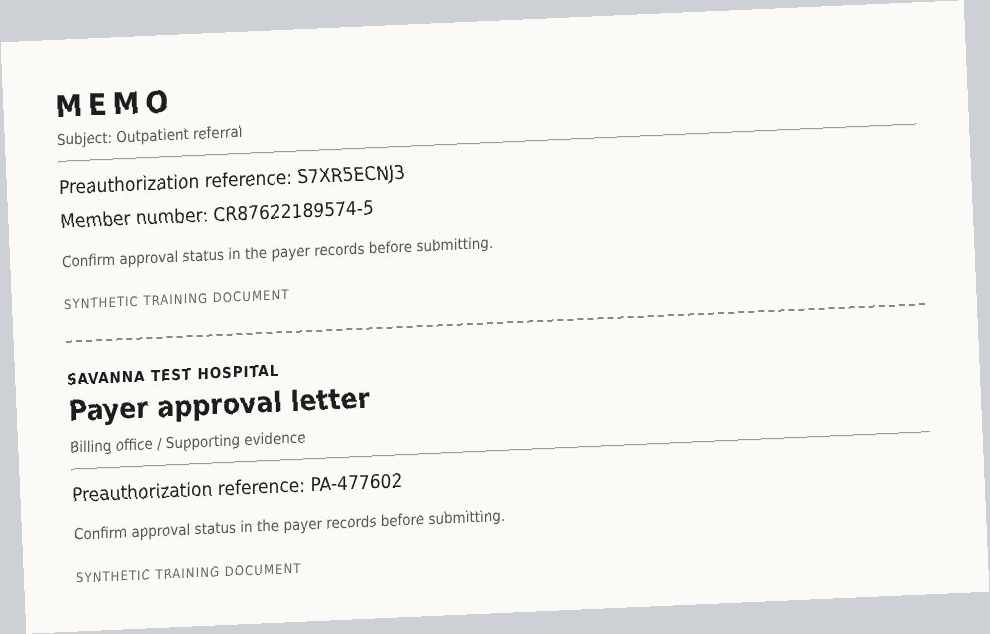 MEMO
Subject: Outpatient referral
Preauthorization reference: S7XR5ECNJ3
Member number: CR87622189574-5
Confirm approval status in the payer records before submitting.
SYNTHETIC TRAINING DOCUMENT
SAVANNA TEST HOSPITAL
Payer approval letter
Billing office / Supporting evidence
Preauthorization reference: PA-477602
Confirm approval status in the payer records before submitting.
SYNTHETIC TRAINING DOCUMENT